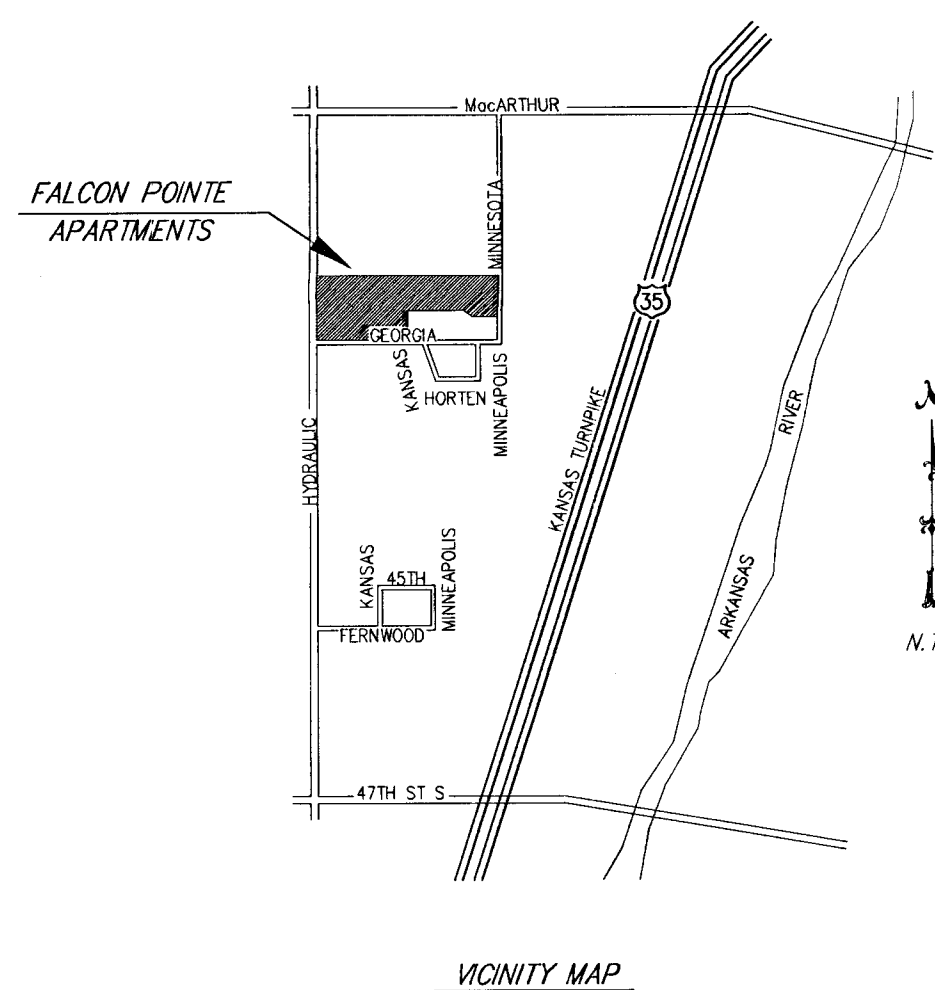 MacARTHUR
FALCON POINTE
APARTMENTS
MINNESOTA
35
GEORGIA
KANSAS
HORTEN
MINNEAPOLIS
HYDRAULIC
KANSAS TURNPIKE
RIVER
ARKANSAS
KANSAS
45TH
MINNEAPOLIS
FERNWOOD
N.
47TH ST S
VICINITY MAP